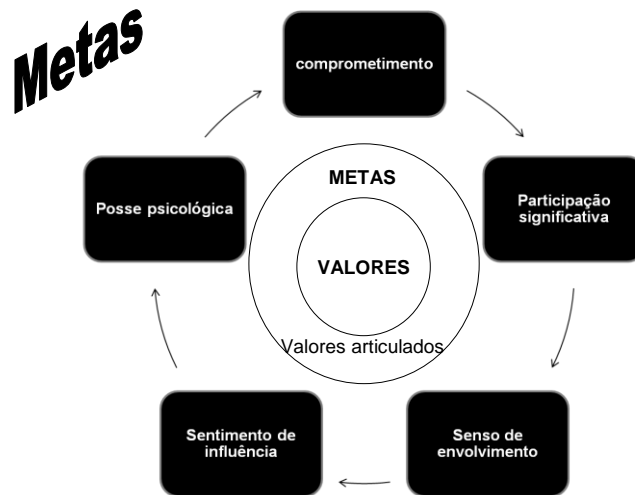 Metas
comprometimento
Participação
significativa
Senso de
envolvimento
Sentimento de
influência
Posse psicológica
METAS
VALORES
Valores articulados